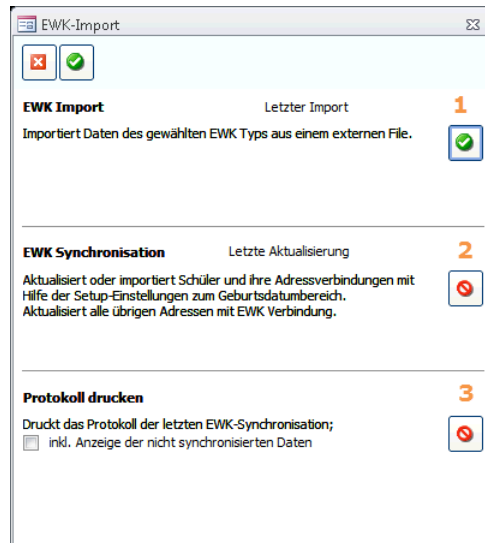 EWK-Import
EWK Import Letzter Import 1
Importiert Daten des gewählten EWK Typs aus einem externen File.
EWK Synchronisation Letzte Aktualisierung 2
Aktualisiert oder importiert Schüler und ihre Adressverbindungen mit
Hilfe der Setup-Einstellungen zum Geburtsdatumbereich.
Aktualisiert alle übrigen Adressen mit EWK Verbindung.
Protokoll drucken 3
Druckt das Protokoll der letzten EWK-Synchronisation;
inkl. Anzeige der nicht synchronisierten Daten